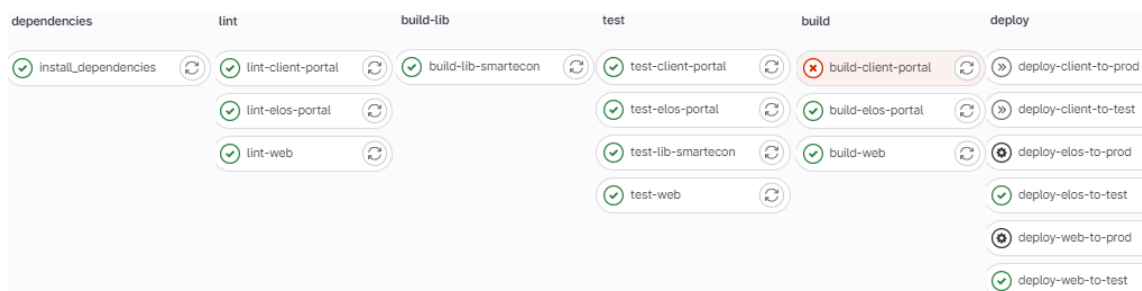 dependencies lint build-lib test build deploy
install_dependencies lint-client-portal build-lib-smartecon test-client-portal build-client-portal deploy-client-to-prod
lint-elos-portal test-elos-portal build-elos-portal deploy-client-to-test
lint-web test-lib-smartecon build-web deploy-elos-to-prod
test-web deploy-elos-to-test
deploy-web-to-prod
deploy-web-to-test